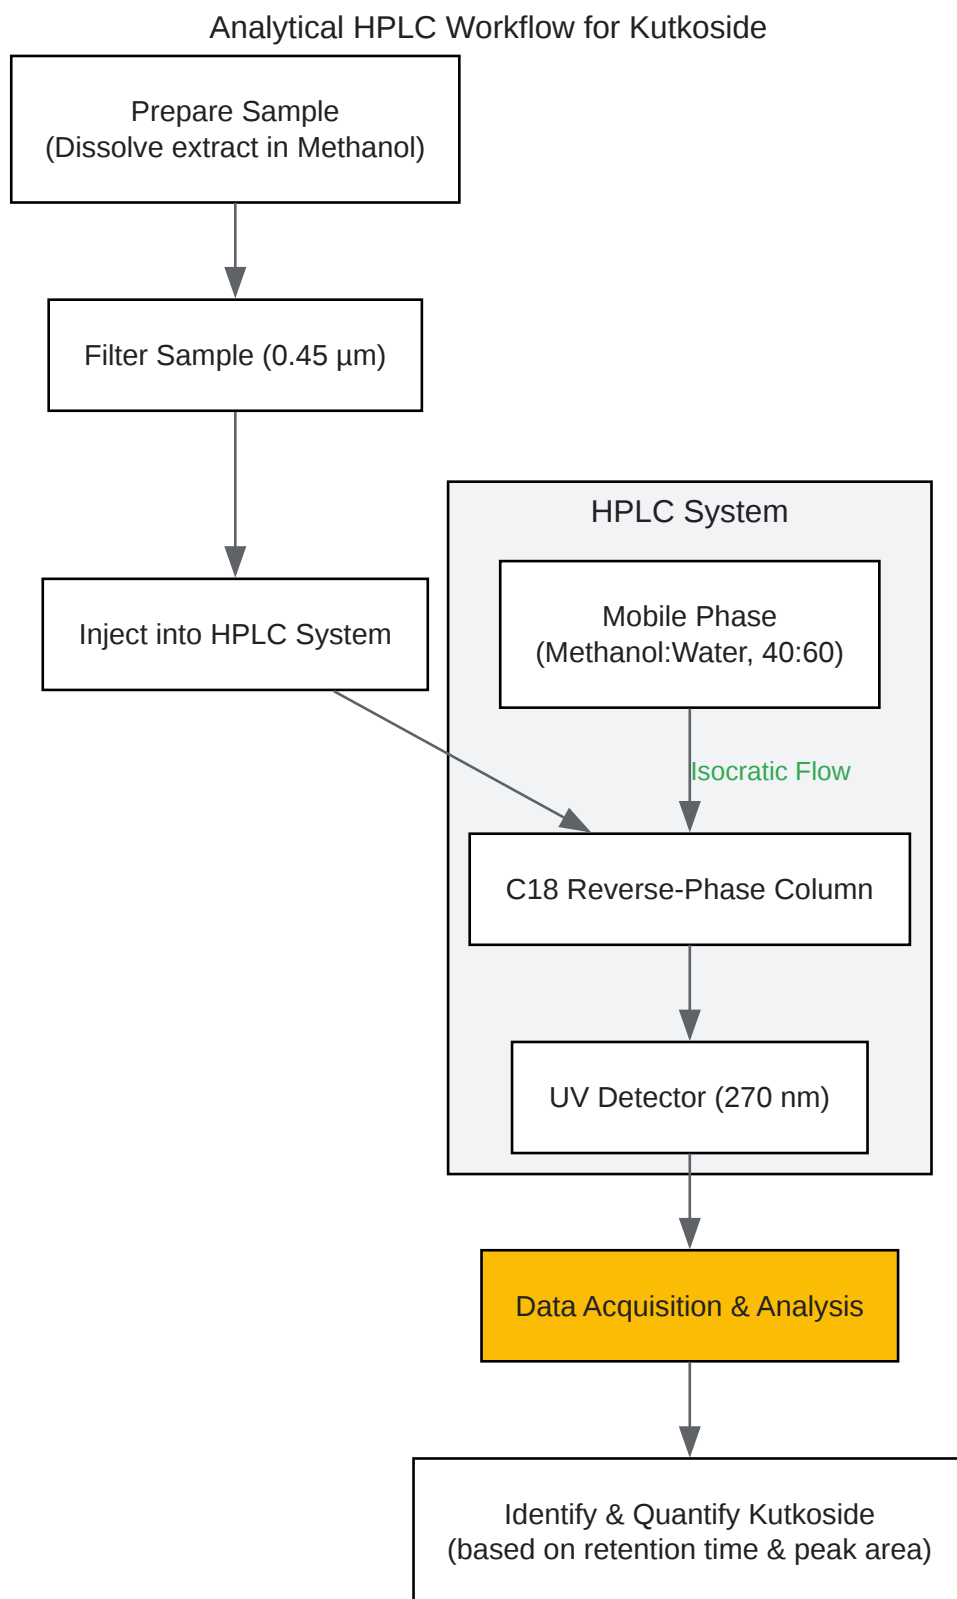 Analytical HPLC Workflow for Kutkoside
Prepare Sample
(Dissolve extract in Methanol)
Filter Sample (0.45 µm)
Inject into HPLC System
HPLC System
Mobile Phase
(Methanol:Water, 40:60)
Isocratic Flow
C18 Reverse-Phase Column
UV Detector (270 nm)
Data Acquisition & Analysis
Identify & Quantify Kutkoside
(based on retention time & peak area)